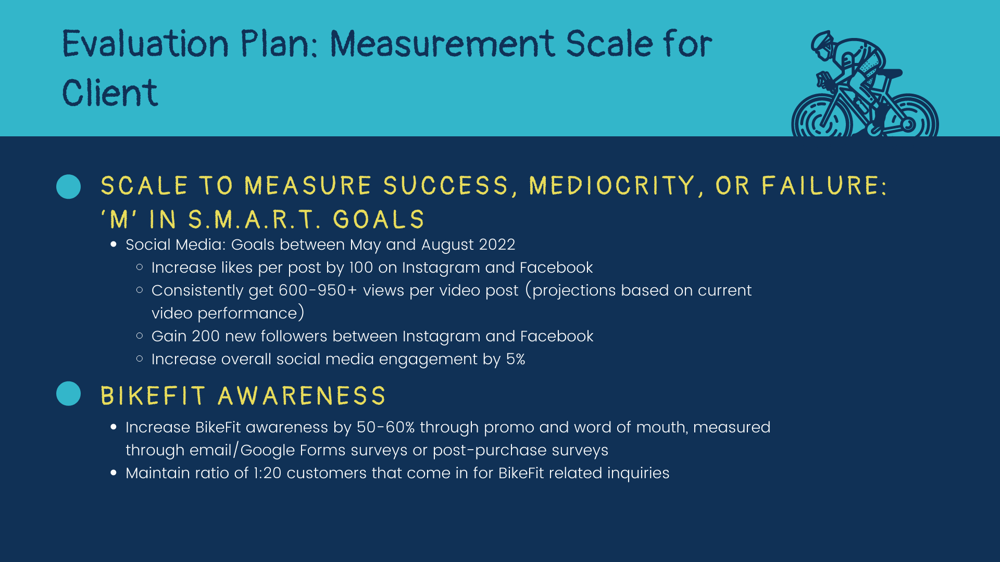 Evaluation Plan: Measurement Scale for
Client
SCALE TO MEASURE SUCCESS, MEDIOCRITY, OR FAILURE:
'M' IN S.M.A.R.T. GOALS
Social Media: Goals between May and August 2022
Increase likes per post by 100 on Instagram and Facebook
Consistently get 600-950+ views per video post (projections based on current
video performance)
Gain 200 new followers between Instagram and Facebook
Increase overall social media engagement by 5%
BIKEFIT AWARENESS
Increase BikeFit awareness by 50-60% through promo and word of mouth, measured
through email/Google Forms surveys or post-purchase surveys
Maintain ratio of 1:20 customers that come in for BikeFit related inquiries